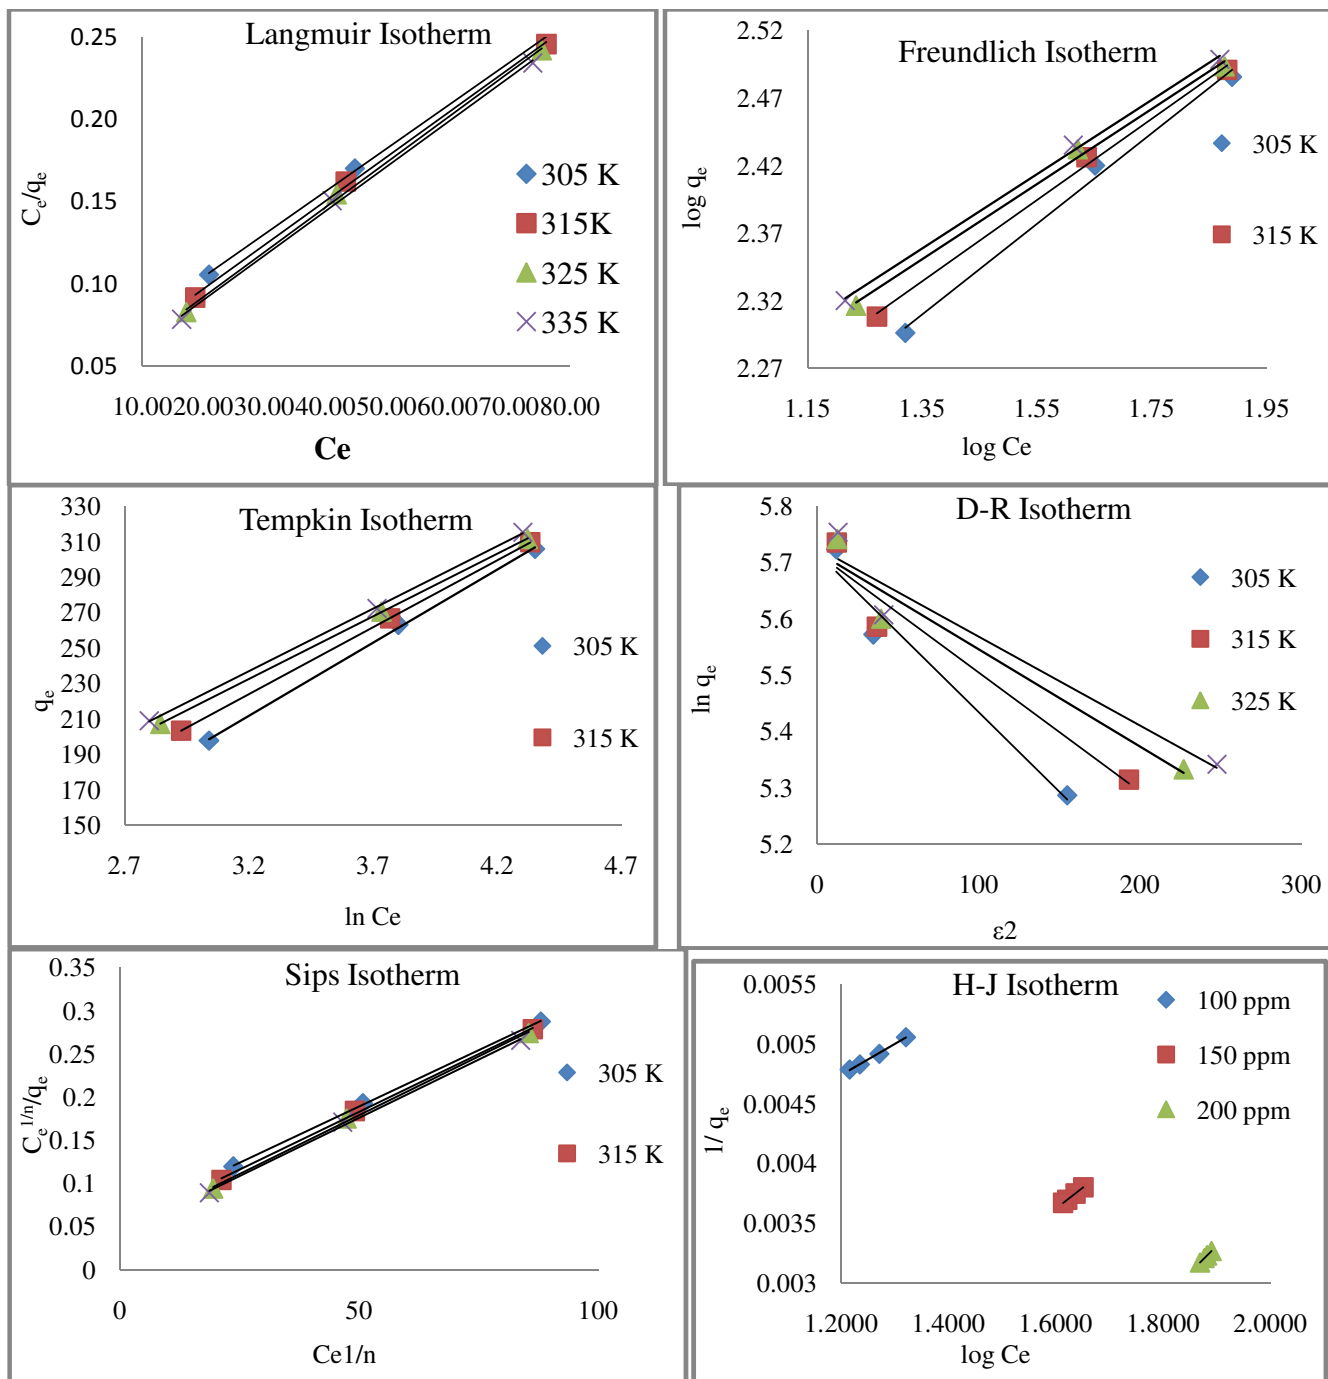 Langmuir Isotherm
0.25
0.20
0.15
0.10
0.05
Ce/qe
305 K
315K
325 K
335 K
10.0020.0030.0040.0050.0060.0070.0080.00
Ce
Freundlich Isotherm
2.52
2.47
2.42
2.37
2.32
2.27
log qe
305 K
315 K
1.15 1.35 1.55 1.75 1.95
log Ce
Tempkin Isotherm
330
310
290
270
250
230
210
190
170
150
qe
305 K
315 K
2.7 3.2 3.7 4.2 4.7
ln Ce
D-R Isotherm
5.8
5.7
5.6
5.5
5.4
5.3
5.2
ln qe
305 K
315 K
325 K
0 100 200 300
ε2
Sips Isotherm
0.35
0.3
0.25
0.2
0.15
0.1
0.05
0
Ce1/n/qe
305 K
315 K
0 50 100
Ce1/n
H-J Isotherm
0.0055
0.005
0.0045
0.004
0.0035
0.003
1/ qe
100 ppm
150 ppm
200 ppm
1.2000 1.4000 1.6000 1.8000 2.0000
log Ce